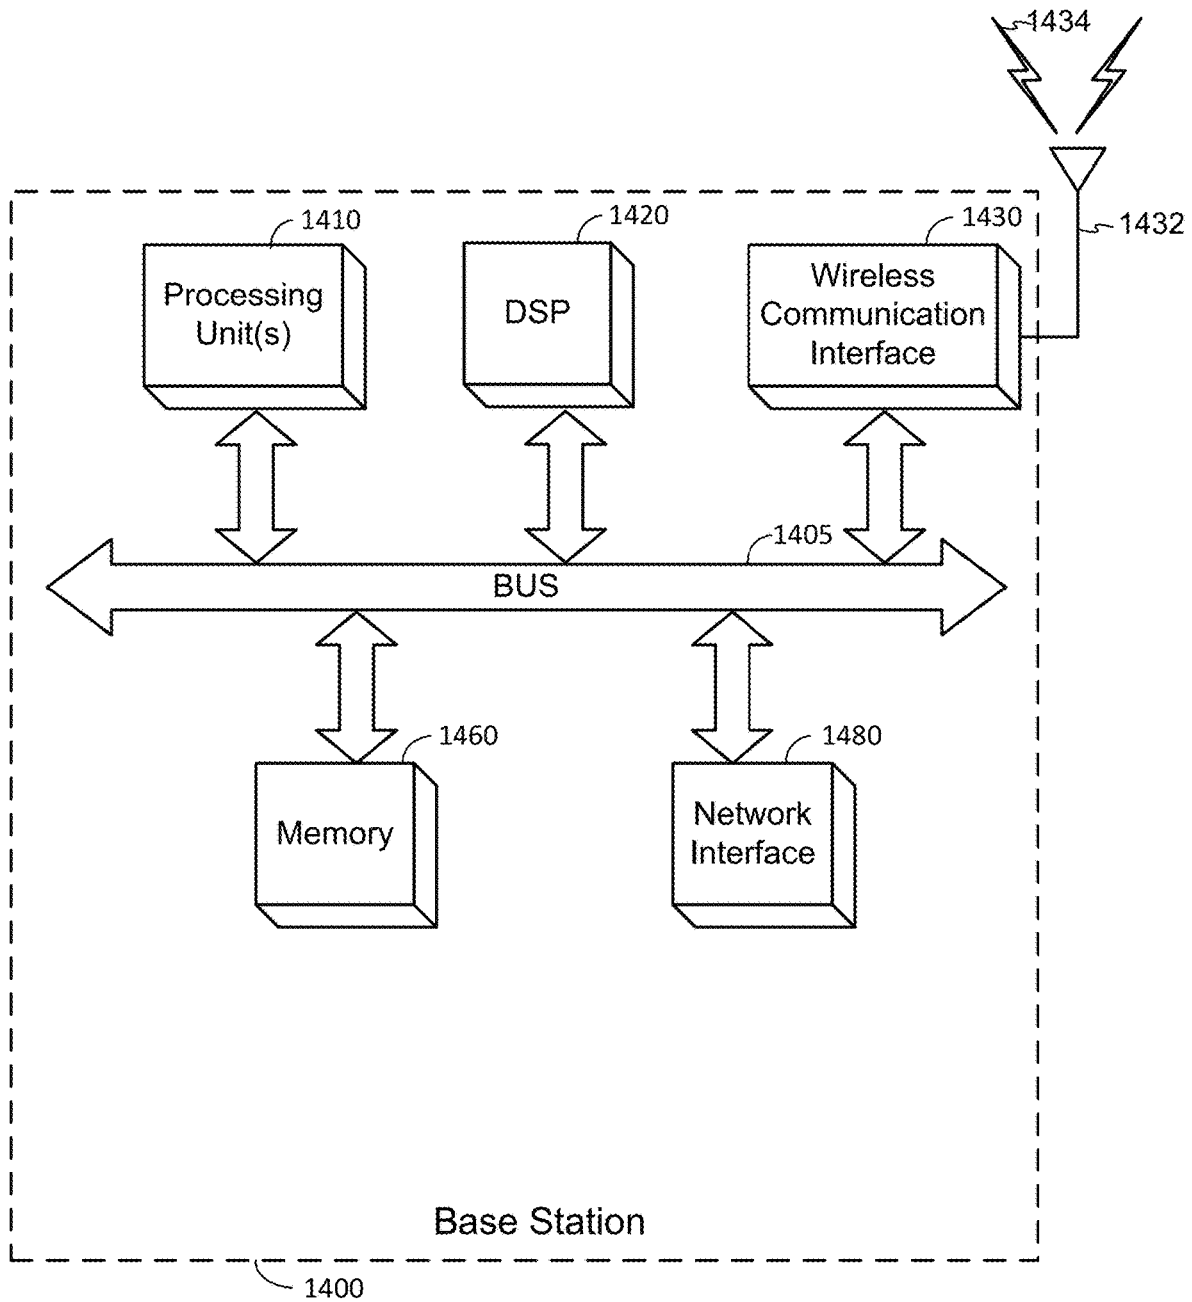 1434
1432
1410
1420
1430
Processing
Unit(s)
DSP
Wireless
Communication
Interface
1405
BUS
1460
1480
Memory
Network
Interface
Base Station
1400